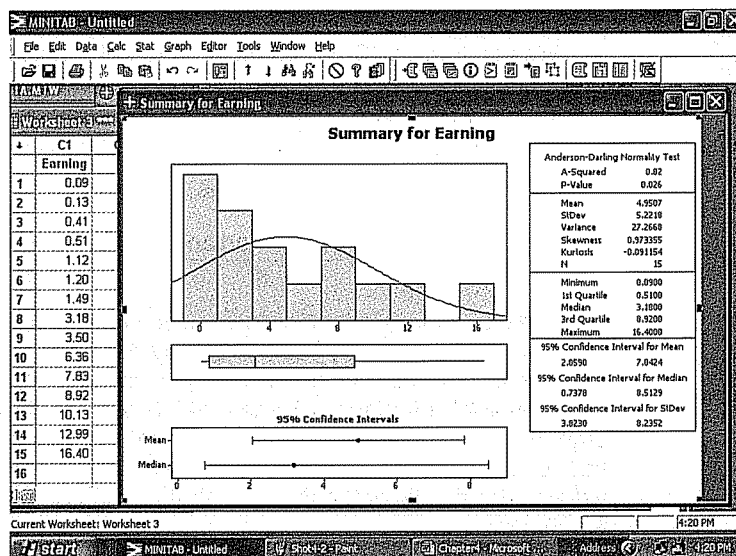 MINITAB - Untitled
File Edit Data Calc Stat Graph Editor Tools Window Help
Worksheet 3
Summary for Earning
Summary for Earning
C1
Earning
1 0.09
2 0.13
3 0.41
4 0.51
5 1.12
6 1.20
7 1.49
8 3.18
9 3.50
10 6.36
11 7.83
12 8.92
13 10.13
14 12.99
15 16.40
16
0 4 8 12 16
95% Confidence Intervals
Mean
Median
0 2 4 6 8
Anderson-Darling Normality Test
A-Squared 0.82
P-Value 0.026
Mean 4.9507
StDev 5.2218
Variance 27.2668
Skewness 0.973355
Kurtosis -0.091154
N 15
Minimum 0.0900
1st Quartile 0.5100
Median 3.1800
3rd Quartile 8.9200
Maximum 16.4000
95% Confidence Interval for Mean
2.0590 7.8424
95% Confidence Interval for Median
0.7378 8.5129
95% Confidence Interval for StDev
3.8230 8.2352
Current Worksheet: Worksheet 3 4:20 PM
start MINITAB - Untitled Shot4-2 - Paint Chapter4 - Microsoft Address 4:20 PM